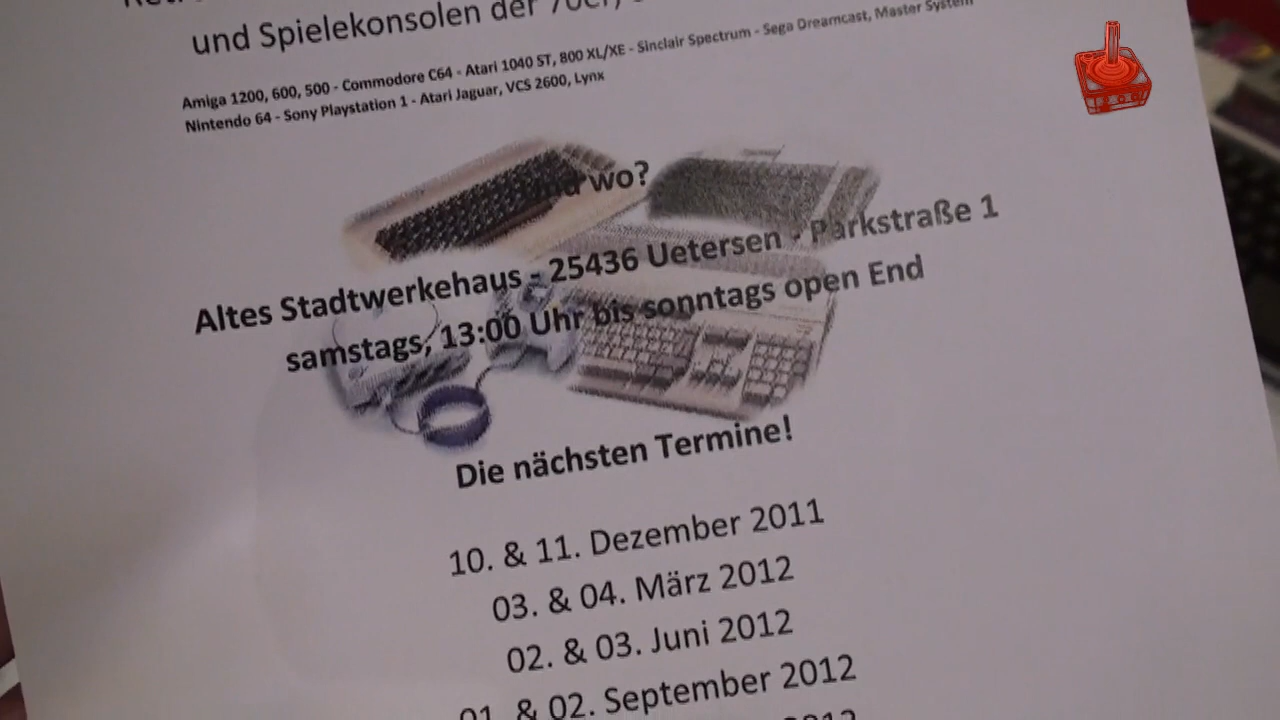 und Spielekonsolen der 70er,
Amiga 1200, 600, 500 - Commodore C64 - Atari 1040 ST, 800 XL/XE - Sinclair Spectrum - Sega Dreamcast, Master System
Nintendo 64 - Sony Playstation 1 - Atari Jaguar, VCS 2600, Lynx
wo?
Altes Stadtwerkehaus - 25436 Uetersen - Parkstraße 1
samstags, 13:00 Uhr bis sonntags open End
Die nächsten Termine!
10. & 11. Dezember 2011
03. & 04. März 2012
02. & 03. Juni 2012
01. & 02. September 2012
2012